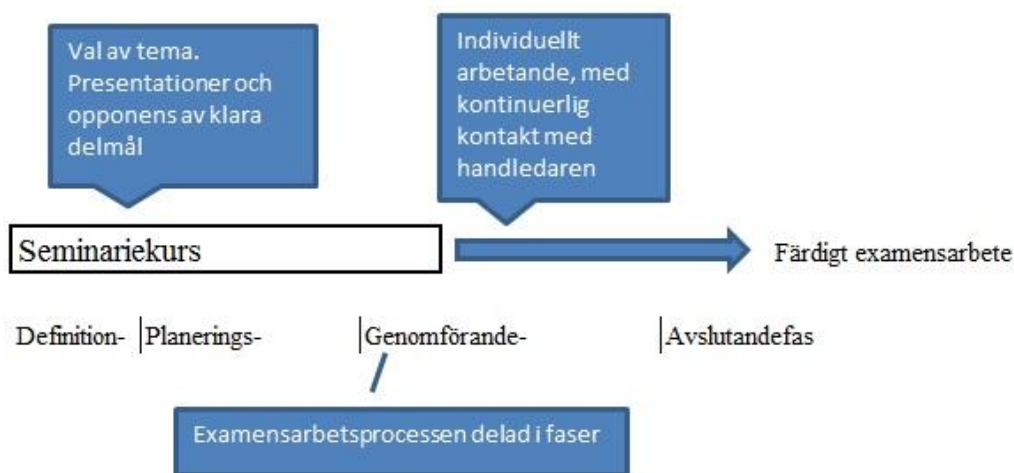 Val av tema.
Presentationer och
opponens av klara
delmål
Individuellt
arbetande, med
kontinuerlig
kontakt med
handledaren
Seminariekurs
Färdigt examensarbete
Definition- Planerings- Genomförande- Avslutandefas
Examensarbetsprocessen delad i faser